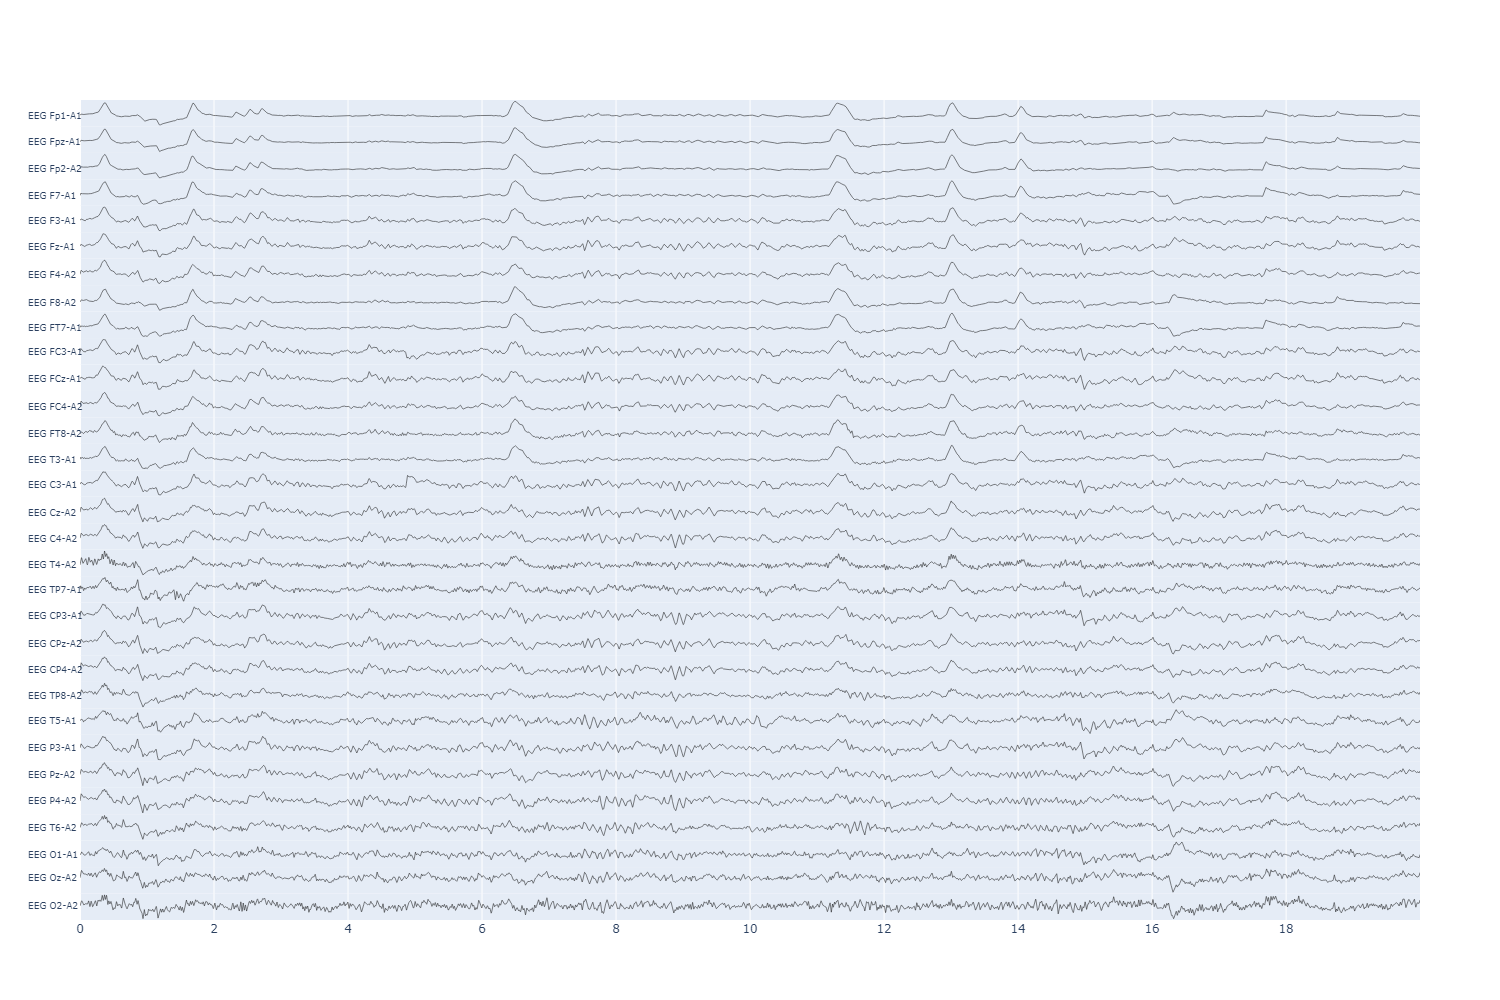 EEG Fp1-A1
EEG Fpz-A1
EEG Fp2-A2
EEG F7-A1
EEG F3-A1
EEG Fz-A1
EEG F4-A2
EEG F8-A2
EEG FT7-A1
EEG FC3-A1
EEG FCz-A1
EEG FC4-A2
EEG FT8-A2
EEG T3-A1
EEG C3-A1
EEG Cz-A2
EEG C4-A2
EEG T4-A2
EEG TP7-A1
EEG CP3-A1
EEG CPz-A2
EEG CP4-A2
EEG TP8-A2
EEG T5-A1
EEG P3-A1
EEG Pz-A2
EEG P4-A2
EEG T6-A2
EEG O1-A1
EEG Oz-A2
EEG O2-A2
0 2 4 6 8 10 12 14 16 18